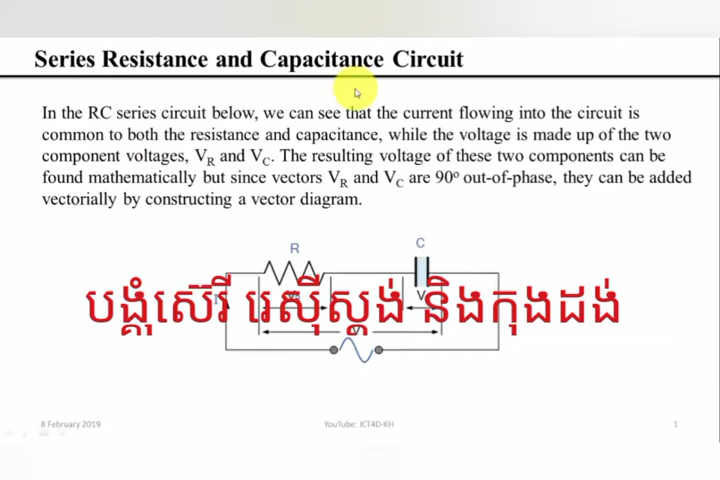 Series Resistance and Capacitance Circuit
In the RC series circuit below, we can see that the current flowing into the circuit is
common to both the resistance and capacitance, while the voltage is made up of the two
component voltages, VR and VC. The resulting voltage of these two components can be
found mathematically but since vectors VR and VC are 90º out-of-phase, they can be added
vectorially by constructing a vector diagram.
R
C
បង្គុំស៊េរី រេស៊ីស្តង់ និងកុងដង់
8 February 2019
YouTube: ICT4D-KH
1